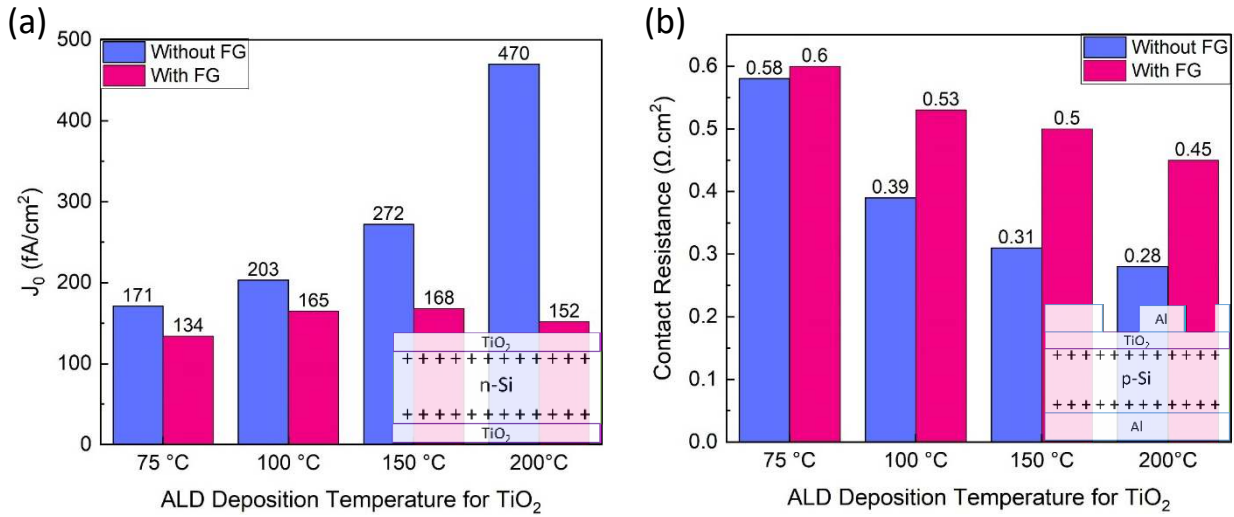 (a)
500
400
300
200
100
0
J₀ (fA/cm²)
Without FG
With FG
171
134
203
165
272
168
470
152
TiO₂
+ + + + + + + + + + + +
n-Si
+ + + + + + + + + + + +
TiO₂
75 °C
100 °C
150 °C
200°C
ALD Deposition Temperature for TiO₂
(b)
0.6
0.5
0.4
0.3
0.2
0.1
0.0
Contact Resistance (Ω.cm²)
Without FG
With FG
0.58
0.6
0.39
0.53
0.31
0.5
0.28
0.45
Al
TiO₂
+ + + + + + + + + + + +
p-Si
+ + + + + + + + + + + +
Al
75 °C
100 °C
150 °C
200°C
ALD Deposition Temperature for TiO₂